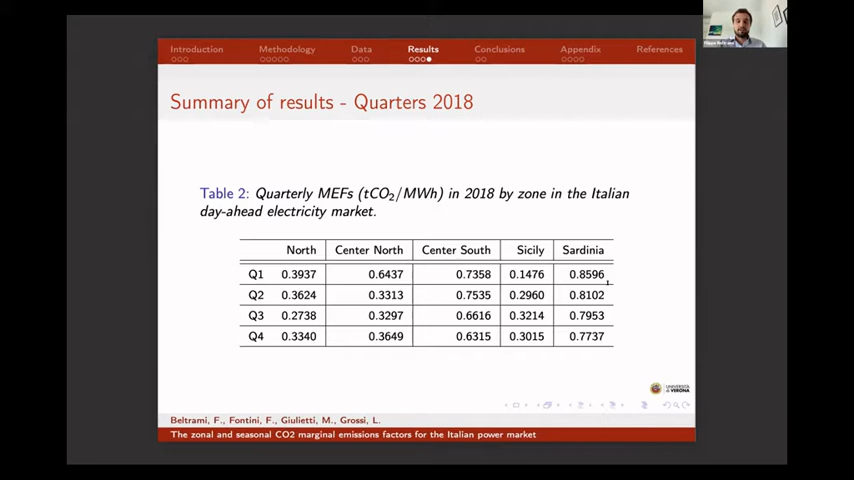 Introduction Methodology Data Results Conclusions Appendix References
Summary of results - Quarters 2018
Table 2: Quarterly MEFs (tCO2/MWh) in 2018 by zone in the Italian
day-ahead electricity market.
North Center North Center South Sicily Sardinia
Q1 0.3937 0.6437 0.7358 0.1476 0.8596
Q2 0.3624 0.3313 0.7535 0.2960 0.8102
Q3 0.2738 0.3297 0.6616 0.3214 0.7953
Q4 0.3340 0.3649 0.6315 0.3015 0.7737
UNIVERSITÀ
di VERONA
Beltrami, F., Fontini, F., Giulietti, M., Grossi, L.
The zonal and seasonal CO2 marginal emissions factors for the Italian power market